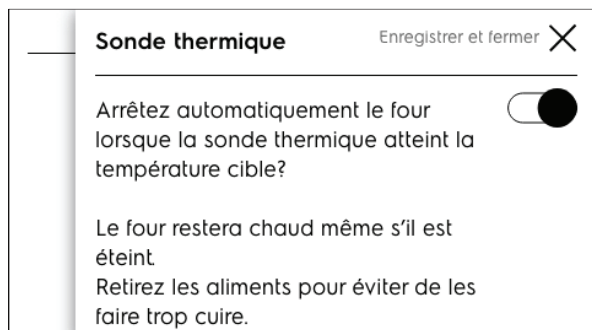 Sonde thermique
Enregistrer et fermer
Arrêtez automatiquement le four
lorsque la sonde thermique atteint la
température cible?
Le four restera chaud même s'il est
éteint.
Retirez les aliments pour éviter de les
faire trop cuire.